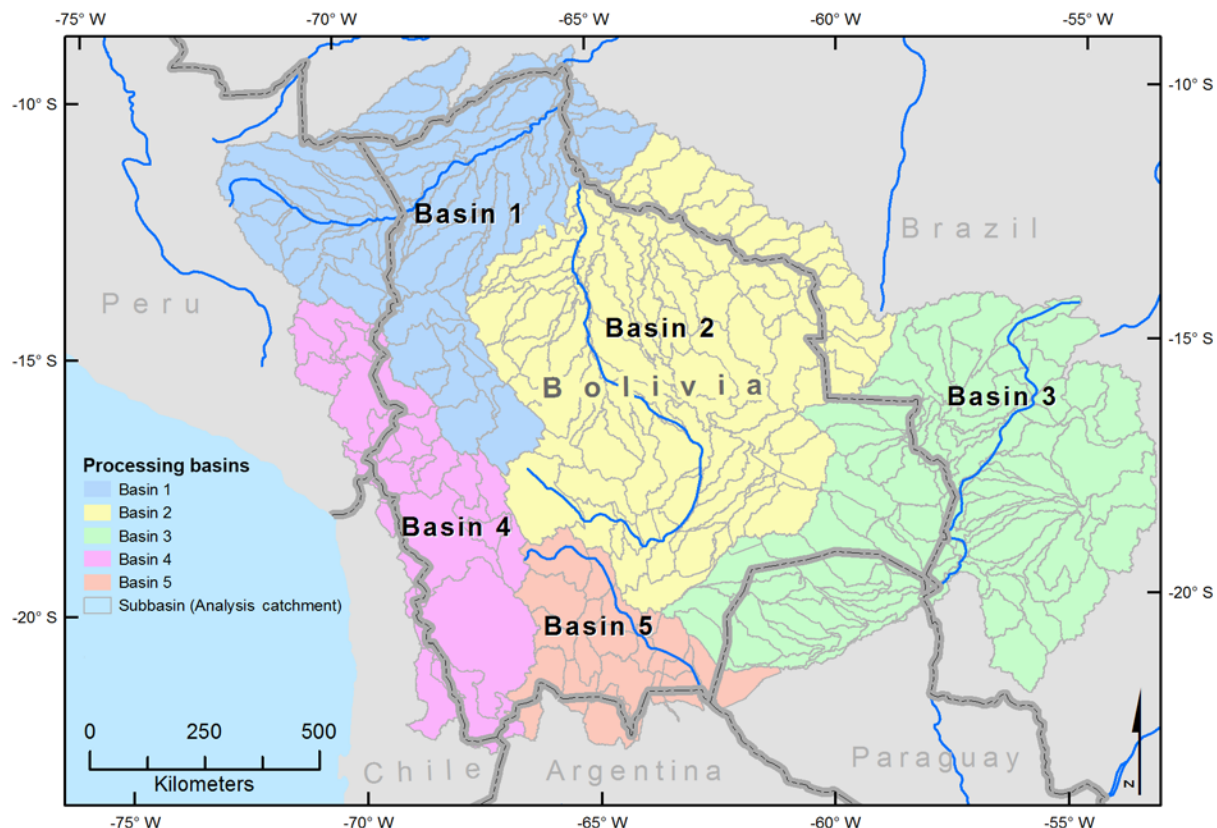 -75° W -70° W -65° W -60° W -55° W
-10° S -10° S
Basin 1
Brazil
Peru
Basin 2
-15° S -15° S
Bolivia
Basin 3
Processing basins
Basin 1
Basin 2
Basin 3
Basin 4
Basin 5
Subbasin (Analysis catchment)
Basin 4
-20° S -20° S
Basin 5
0 250 500
Kilometers
Chile
Argentina
Paraguay
N
-75° W -70° W -65° W -60° W -55° W